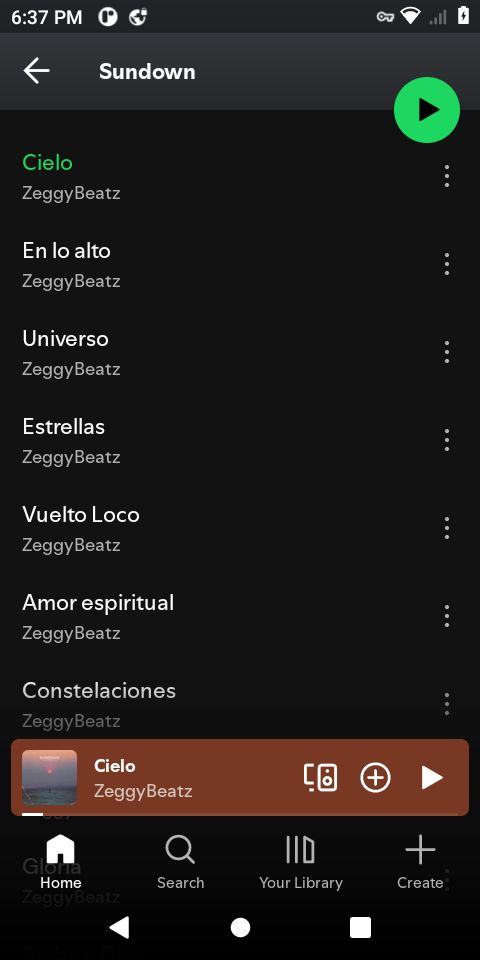 6:37 PM
Sundown
Cielo
ZeggyBeatz
En lo alto
ZeggyBeatz
Universo
ZeggyBeatz
Estrellas
ZeggyBeatz
Vuelto Loco
ZeggyBeatz
Amor espiritual
ZeggyBeatz
Constelaciones
ZeggyBeatz
Cielo
ZeggyBeatz
Gloria
ZeggyBeatz
Home
Search
Your Library
Create